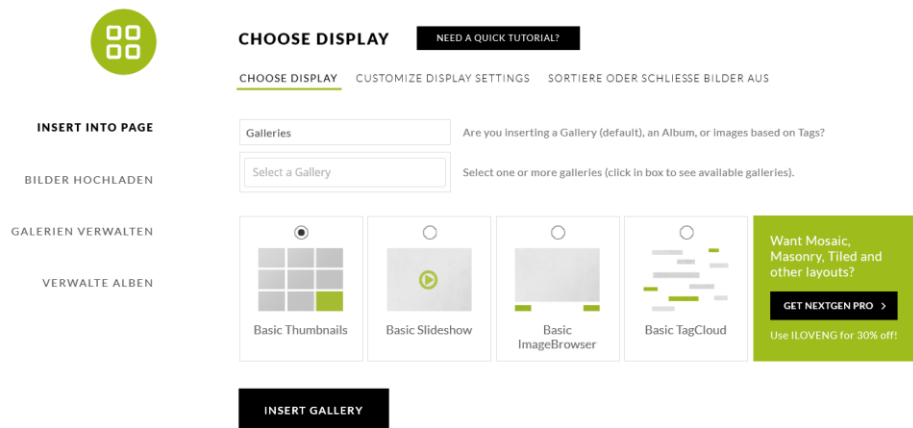 CHOOSE DISPLAY
NEED A QUICK TUTORIAL?
CHOOSE DISPLAY
CUSTOMIZE DISPLAY SETTINGS
SORTIERE ODER SCHLIESSE BILDER AUS
INSERT INTO PAGE
BILDER HOCHLADEN
GALERIEN VERWALTEN
VERWALTE ALBEN
Galleries
Are you inserting a Gallery (default), an Album, or images based on Tags?
Select a Gallery
Select one or more galleries (click in box to see available galleries).
Basic Thumbnails
Basic Slideshow
Basic
ImageBrowser
Basic TagCloud
Want Mosaic,
Masonry, Tiled and
other layouts?
GET NEXTGEN PRO >
Use ILOVENG for 30% off!
INSERT GALLERY